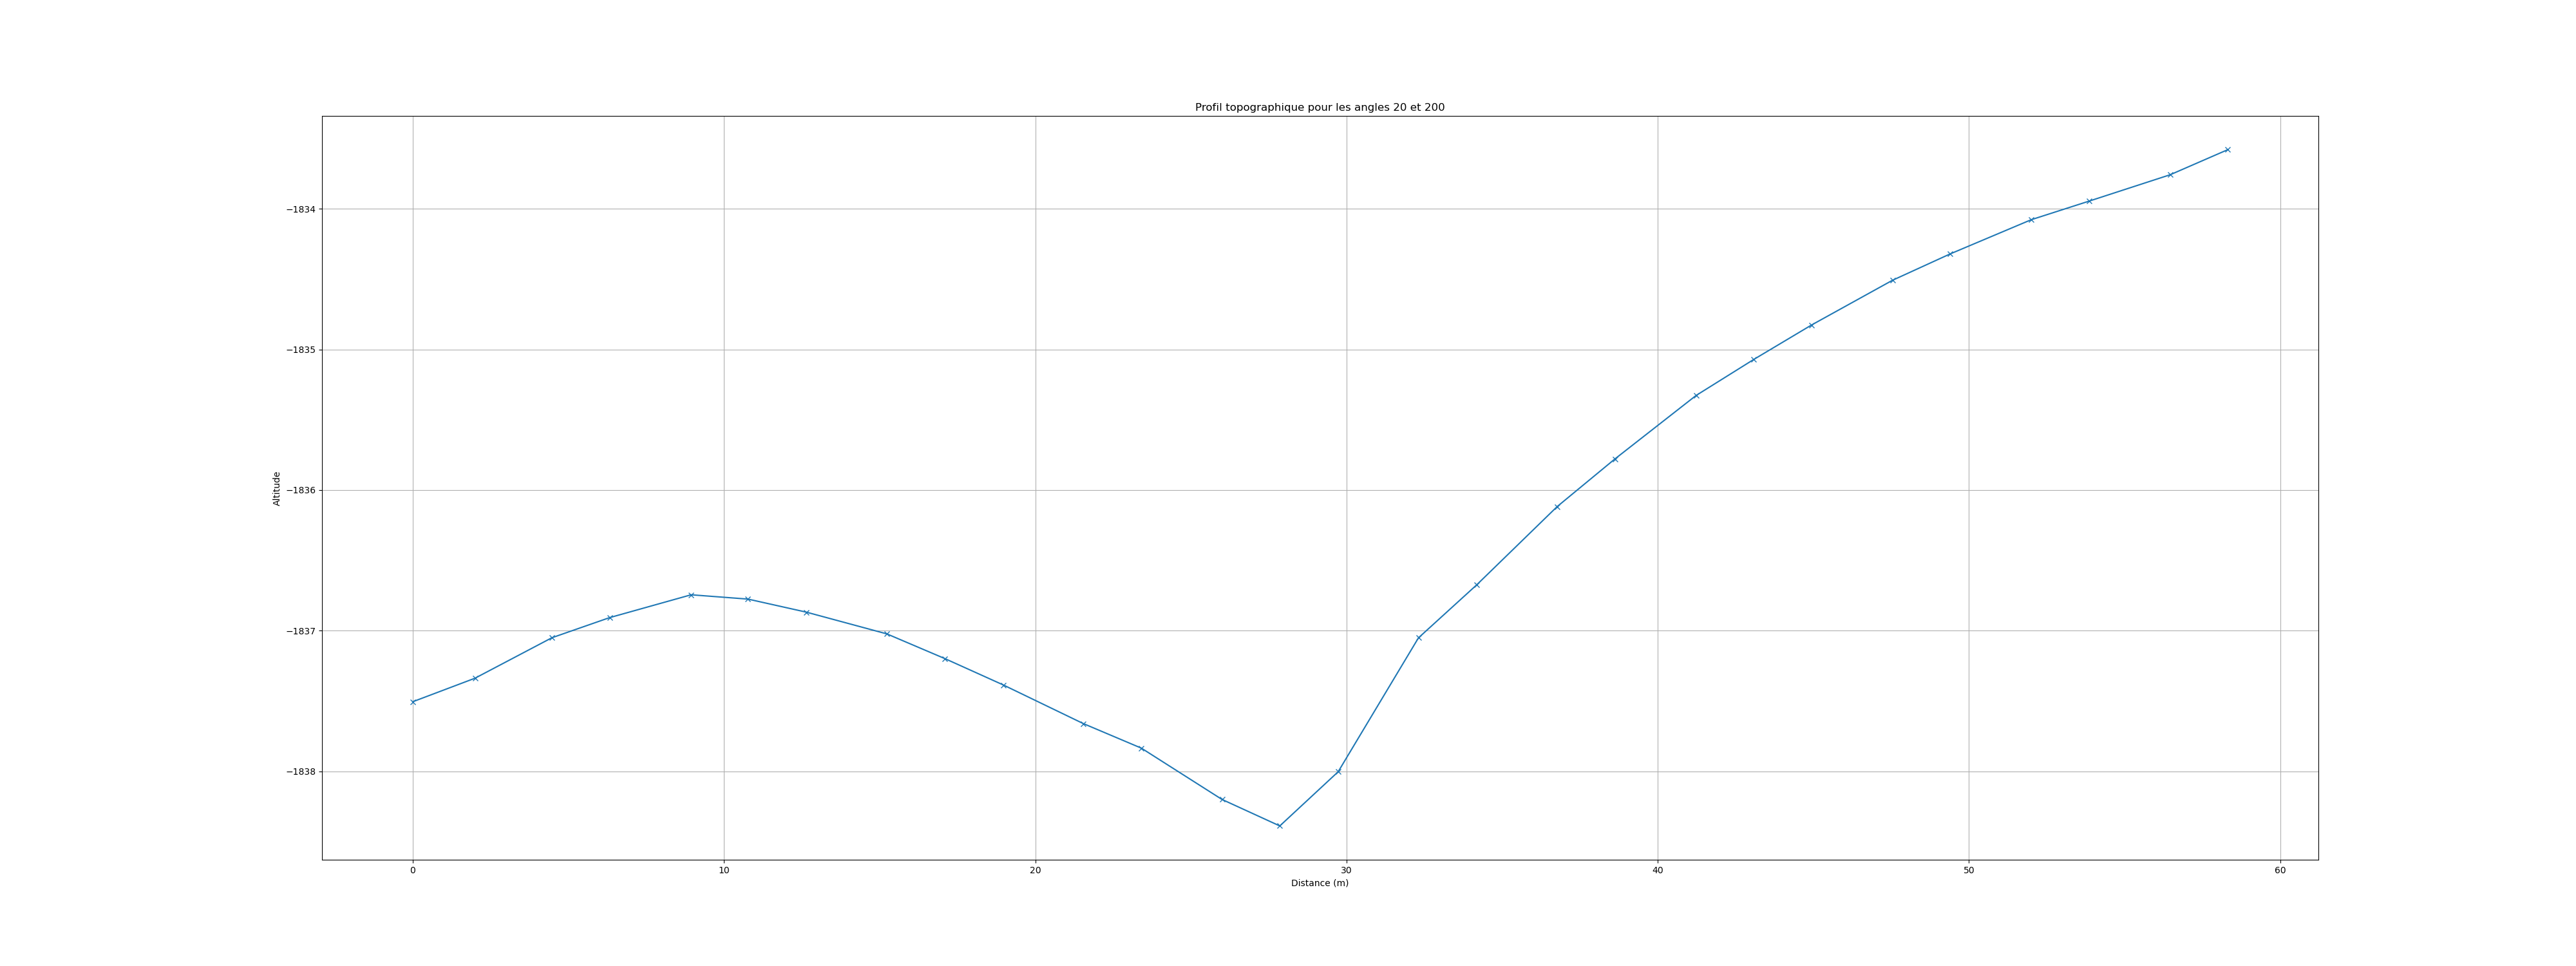 Profil topographique pour les angles 20 et 200
−1834
−1835
Altitude
−1836
−1837
−1838
0 10 20 30 40 50 60
Distance (m)